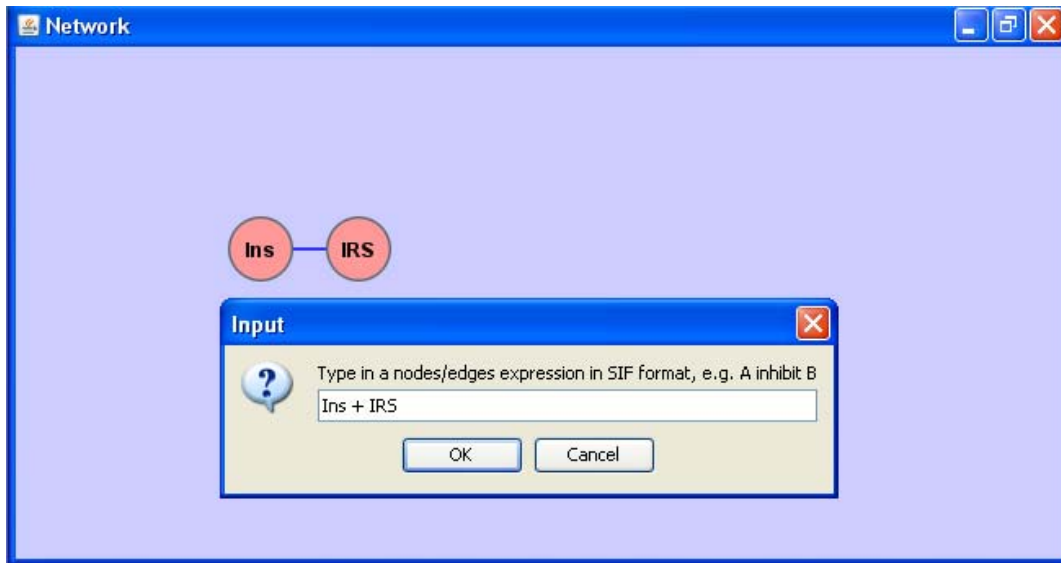 Network
Ins
IRS
Input
?
Type in a nodes/edges expression in SIF format, e.g. A inhibit B
Ins + IRS
OK
Cancel